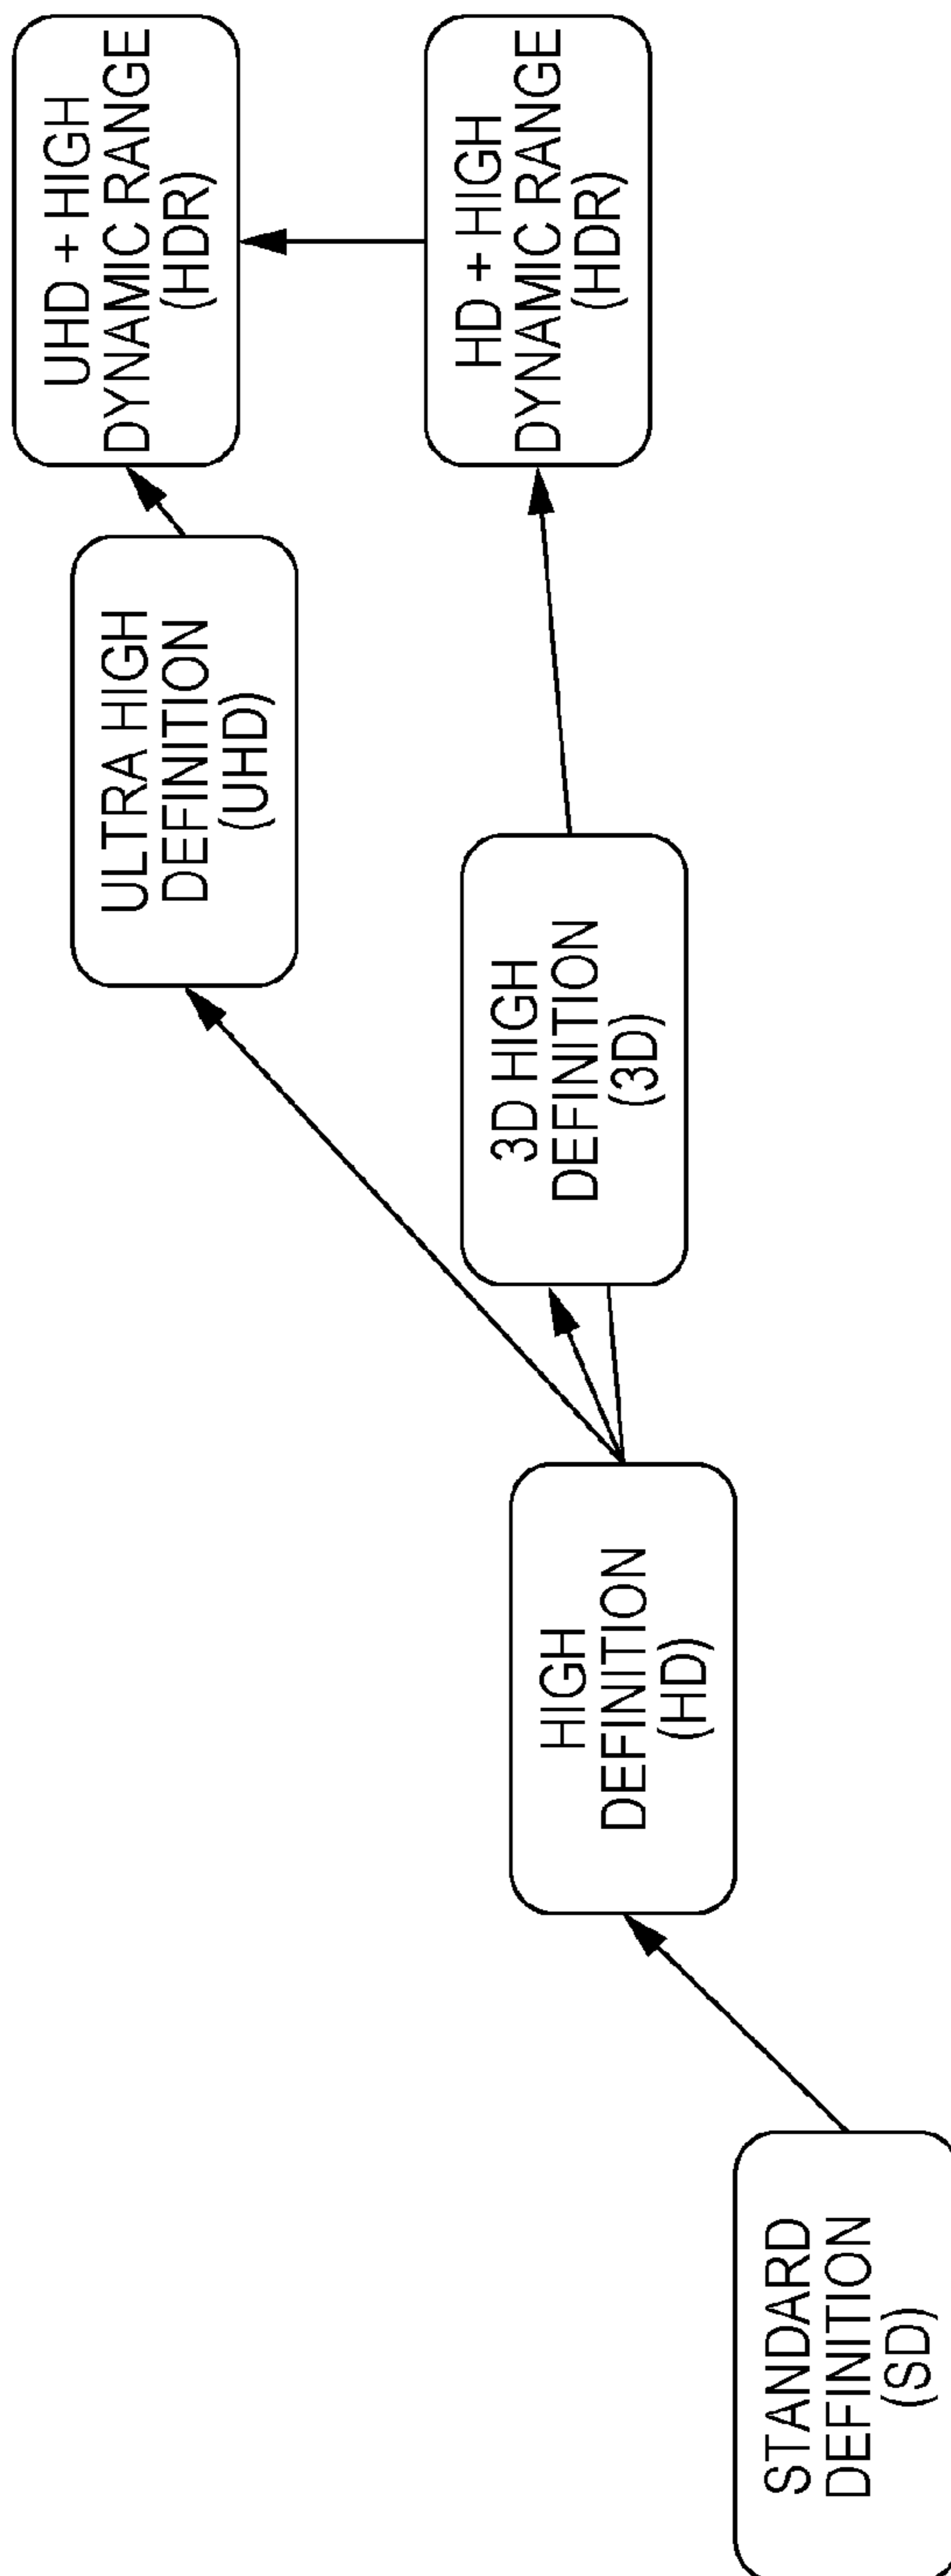 STANDARD
DEFINITION
(SD)
HIGH
DEFINITION
(HD)
3D HIGH
DEFINITION
(3D)
ULTRA HIGH
DEFINITION
(UHD)
UHD + HIGH
DYNAMIC RANGE
(HDR)
HD + HIGH
DYNAMIC RANGE
(HDR)